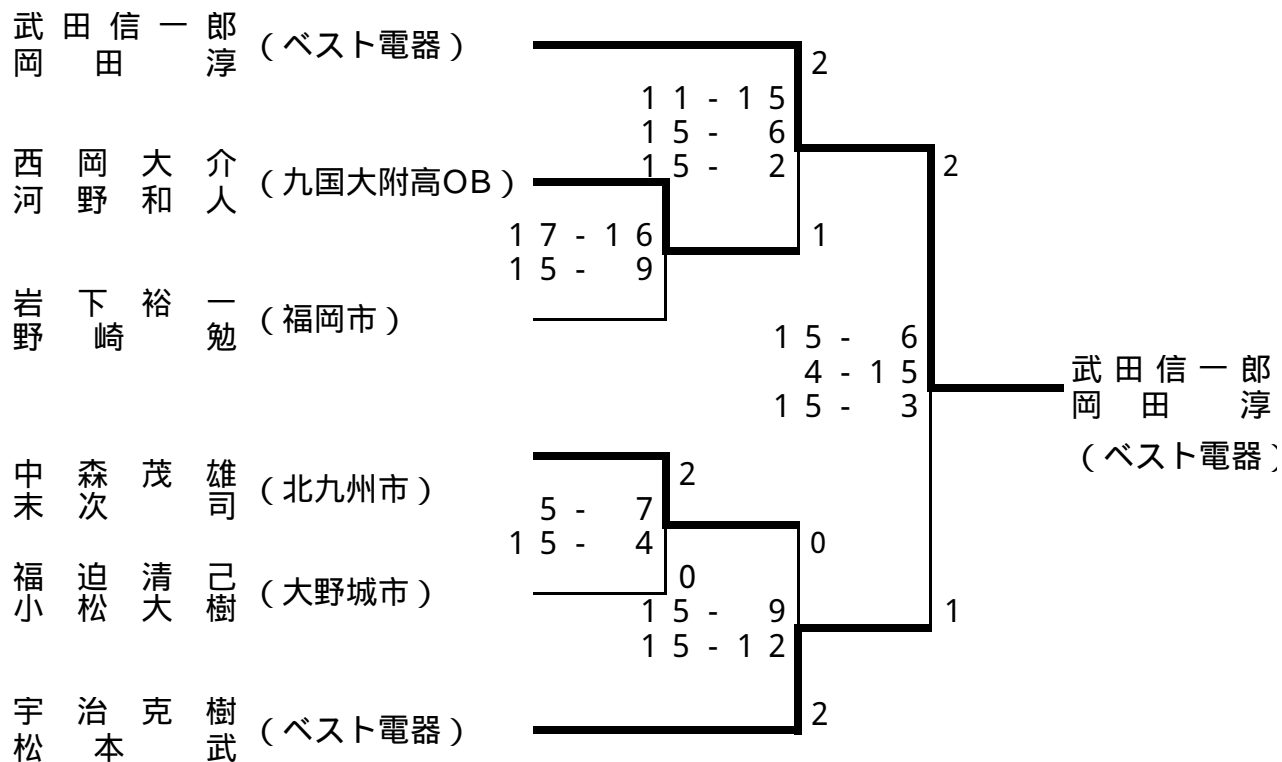 武田信一郎
岡田淳
(ベスト電器)
2
11-15
15-6
15-2
西岡大介
河野和人
(九国大附高OB)
2
17-16
15-9
1
岩下裕一
野崎勉
(福岡市)
15-6
4-15
15-3
武田信一郎
岡田淳
(ベスト電器)
中森茂雄
末次司
(北九州市)
2
5-7
15-4
0
福迫清己
小松大樹
(大野城市)
0
15-9
15-12
1
宇治克樹
松本武
(ベスト電器)
2